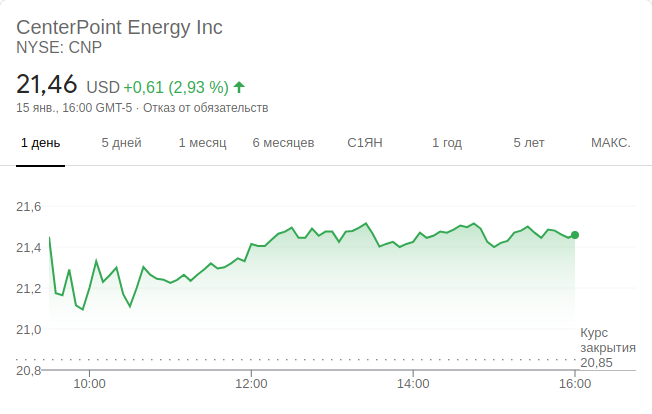 CenterPoint Energy Inc
NYSE: CNP
21,46 USD +0,61 (2,93 %)
15 янв., 16:00 GMT-5 · Отказ от обязательств
1 день 5 дней 1 месяц 6 месяцев С1ЯН 1 год 5 лет МАКС.
21,6
21,4
21,2
21,0
20,8
Курс
закрытия
20,85
10:00 12:00 14:00 16:00